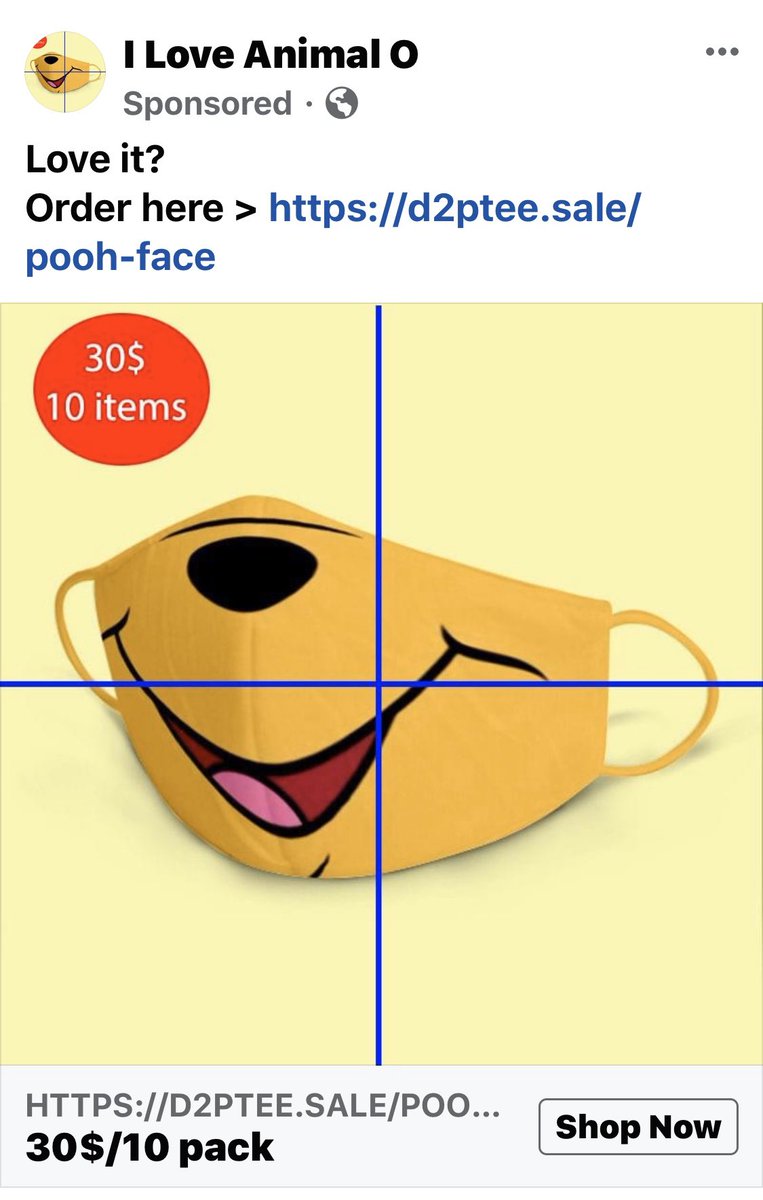 I Love Animal O
Sponsored ·
Love it?
Order here > https://d2ptee.sale/
pooh-face
30$
10 items
HTTPS://D2PTEE.SALE/POO...
30$/10 pack
Shop Now